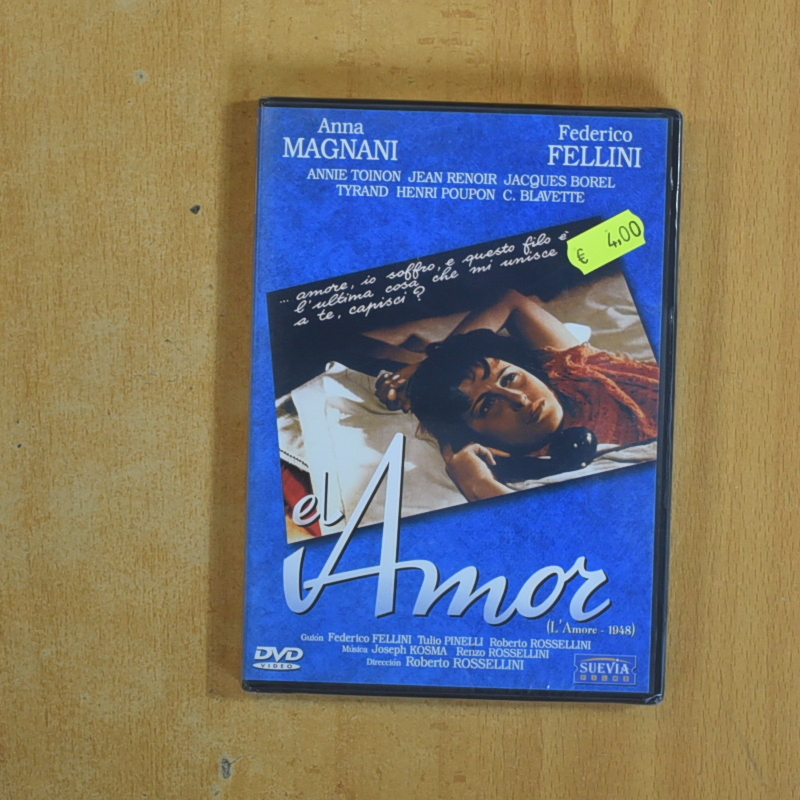 Anna
MAGNANI
Federico
FELLINI
ANNIE TOINON JEAN RENOIR JACQUES BOREL
TYRAND HENRI POUPON C. BLAVETTE
€ 4,00
... amore, io soffro, e questo filo è
l'ultima cosa che mi unisce
a te, capisci?
el
Amor
(L'Amore - 1948)
Guión Federico FELLINI Tulio PINELLI Roberto ROSSELLINI
Música Joseph KOSMA Renzo ROSSELLINI
Dirección Roberto ROSSELLINI
DVD
VIDEO
SUEVIA
FILMS